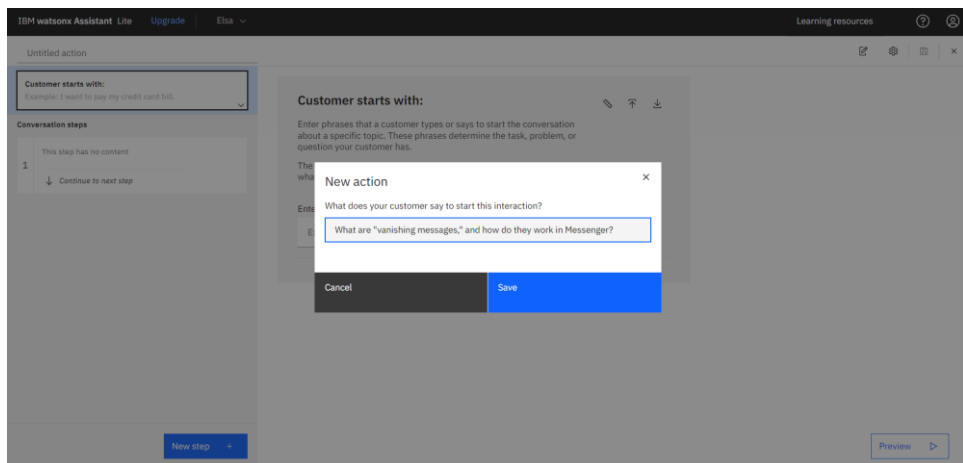 IBM watsonx Assistant Lite Upgrade Elsa Learning resources
Untitled action
Customer starts with:
Example: I want to pay my credit card bill.
Conversation steps
1
This step has no content
Continue to next step
New step +
Customer starts with:
Enter phrases that a customer types or says to start the conversation
about a specific topic. These phrases determine the task, problem, or
question your customer has.
The
wha
Ente
E
New action
What does your customer say to start this interaction?
What are "vanishing messages," and how do they work in Messenger?
Cancel Save
Preview